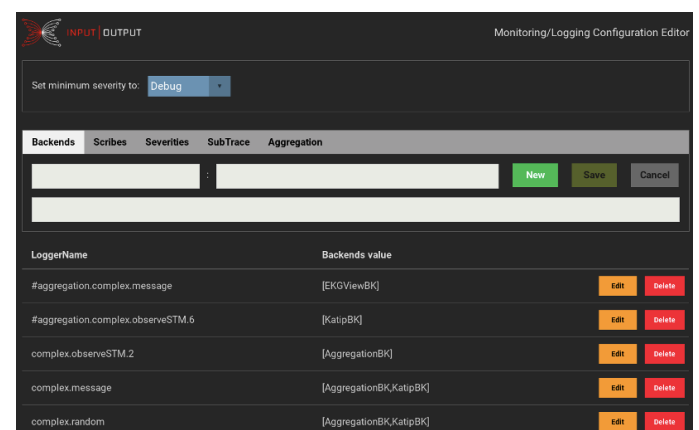 INPUT OUTPUT
Monitoring/Logging Configuration Editor
Set minimum severity to: Debug
Backends Scribes Severities SubTrace Aggregation
: New Save Cancel
LoggerName Backends value
#aggregation.complex.message [EKGViewBK] Edit Delete
#aggregation.complex.observeSTM.6 [KatipBK] Edit Delete
complex.observeSTM.2 [AggregationBK] Edit Delete
complex.message [AggregationBK,KatipBK] Edit Delete
complex.random [AggregationBK,KatipBK] Edit Delete